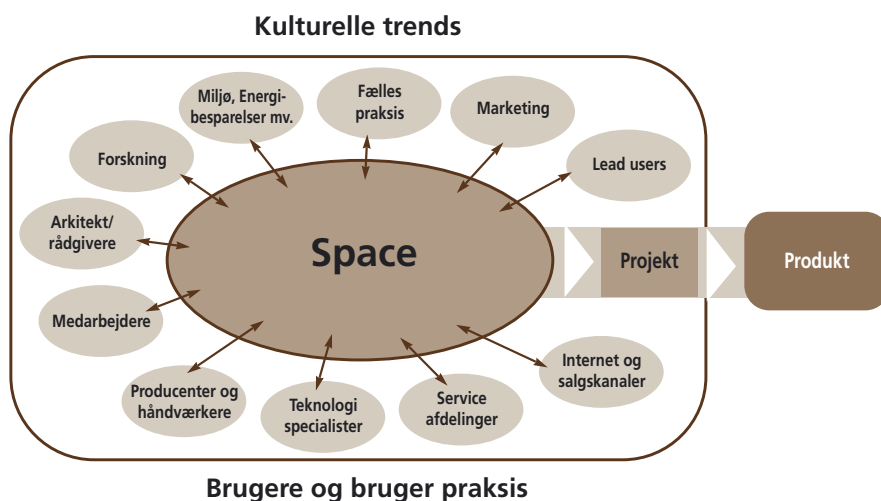 Kulturelle trends
Miljø, Energi-
besparelser mv.
Fælles
praksis
Marketing
Forskning
Lead users
Arkitekt/
rådgivere
Space
Projekt
Produkt
Medarbejdere
Producenter og
håndværkere
Teknologi
specialister
Service
afdelinger
Internet og
salgskanaler
Brugere og bruger praksis